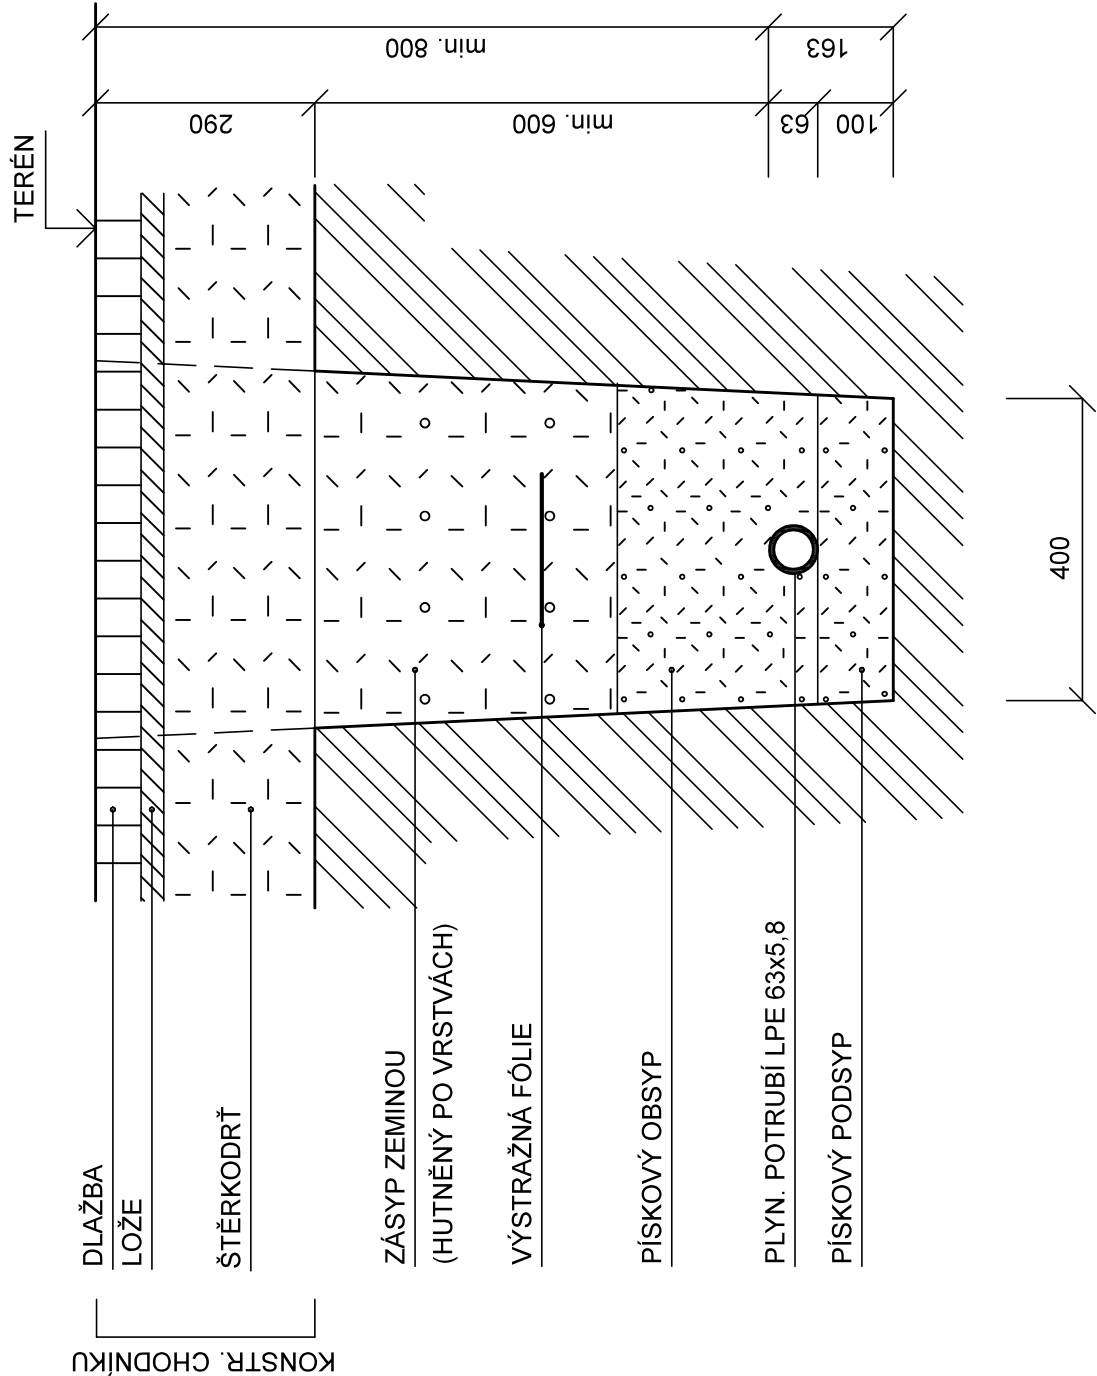 TERÉN
290
min. 600
63
100
min. 800
163
400
KONSTR. CHODNÍKU
DLAŽBA
LOŽE
ŠTĚRKODRŤ
ZÁSYP ZEMINOU
(HUTNĚNÝ PO VRSTVÁCH)
VÝSTRAŽNÁ FÓLIE
PÍSKOVÝ OBSYP
PLYN. POTRUBÍ LPE 63x5,8
PÍSKOVÝ PODSYP